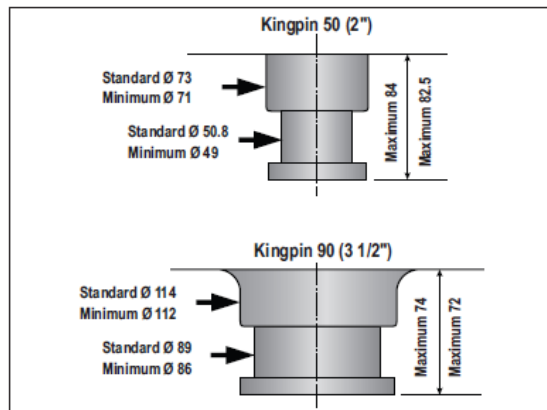 Kingpin 50 (2")
Standard Ø 73
Minimum Ø 71
Standard Ø 50.8
Minimum Ø 49
Maximum 84
Maximum 82.5
Kingpin 90 (3 1/2")
Standard Ø 114
Minimum Ø 112
Standard Ø 89
Minimum Ø 86
Maximum 74
Maximum 72